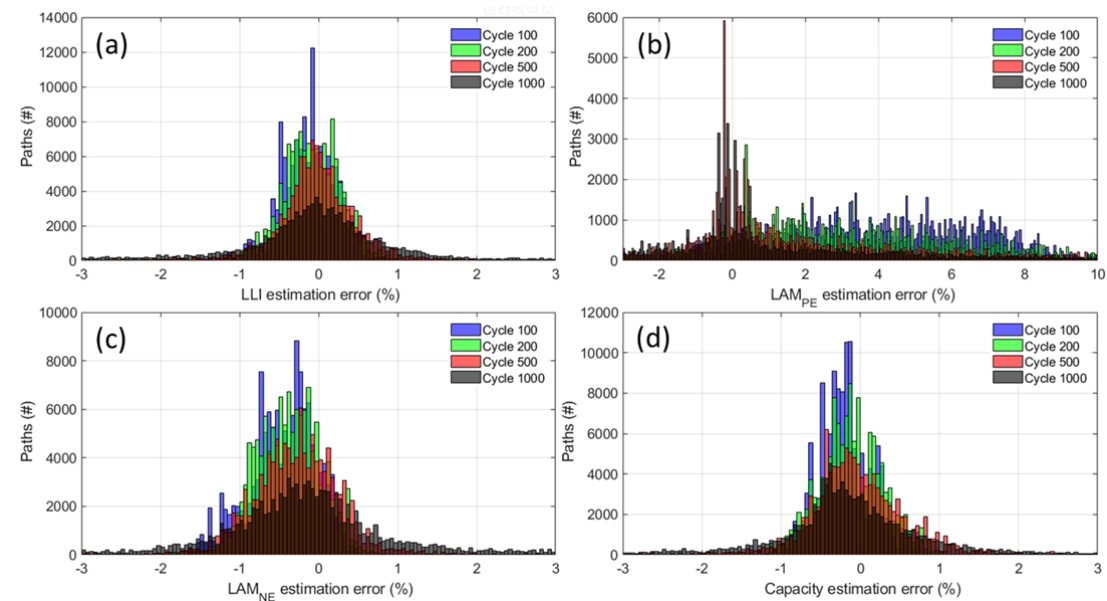 (a)
Cycle 100
Cycle 200
Cycle 500
Cycle 1000
14000
12000
10000
8000
6000
4000
2000
0
Paths (#)
-3 -2 -1 0 1 2 3
LLI estimation error (%)
(b)
Cycle 100
Cycle 200
Cycle 500
Cycle 1000
6000
5000
4000
3000
2000
1000
0
Paths (#)
-2 0 2 4 6 8 10
LAM_PE estimation error (%)
(c)
Cycle 100
Cycle 200
Cycle 500
Cycle 1000
10000
8000
6000
4000
2000
0
Paths (#)
-3 -2 -1 0 1 2 3
LAM_NE estimation error (%)
(d)
Cycle 100
Cycle 200
Cycle 500
Cycle 1000
12000
10000
8000
6000
4000
2000
0
Paths (#)
-3 -2 -1 0 1 2 3
Capacity estimation error (%)